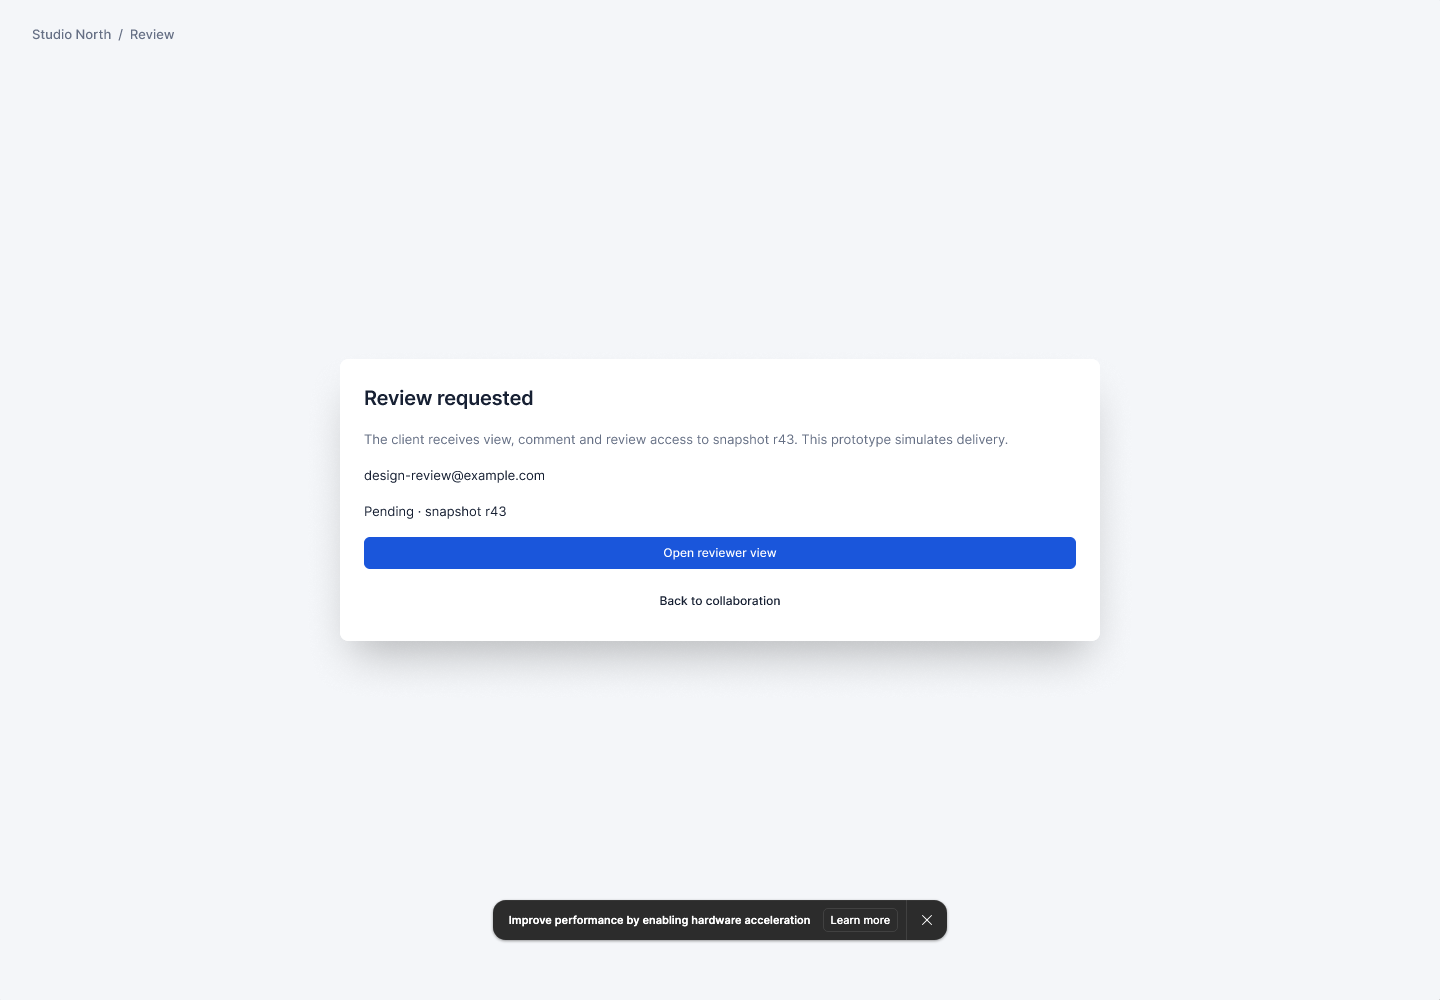 Studio North / Review
Review requested
The client receives view, comment and review access to snapshot r43. This prototype simulates delivery.
design-review@example.com
Pending · snapshot r43
Open reviewer view
Back to collaboration
Improve performance by enabling hardware acceleration Learn more